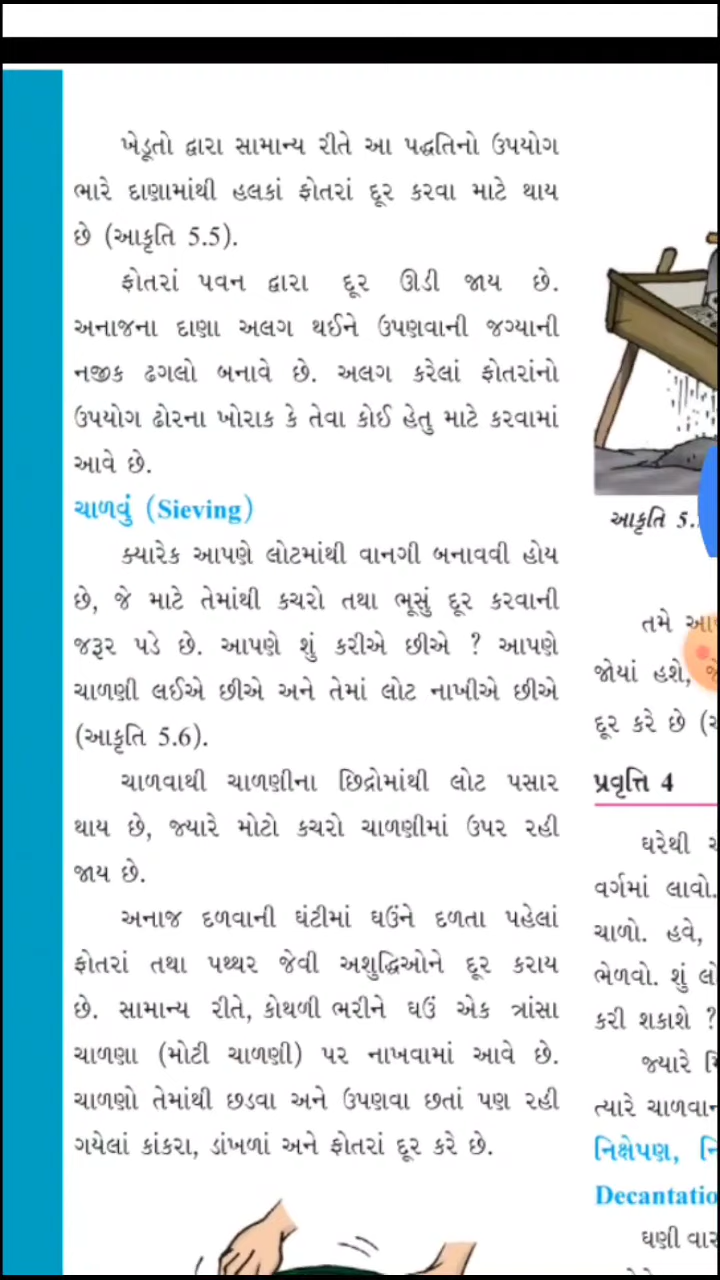 ખેડૂતો દ્વારા સામાન્ય રીતે આ પદ્ધતિનો ઉપયોગ
ભારે દાણામાંથી હલકાં ફોતરાં દૂર કરવા માટે થાય
છે (આકૃતિ 5.5).
ફોતરાં પવન દ્વારા દૂર ઊડી જાય છે.
અનાજના દાણા અલગ થઈને ઉપણવાની જગ્યાની
નજીક ઢગલો બનાવે છે. અલગ કરેલાં ફોતરાંનો
ઉપયોગ ઢોરના ખોરાક કે તેવા કોઈ હેતુ માટે કરવામાં
આવે છે.
ચાળવું (Sieving)
ક્યારેક આપણે લોટમાંથી વાનગી બનાવવી હોય
છે, જે માટે તેમાંથી કચરો તથા ભૂસું દૂર કરવાની
જરૂર પડે છે. આપણે શું કરીએ છીએ ? આપણે
ચાળણી લઈએ છીએ અને તેમાં લોટ નાખીએ છીએ
(આકૃતિ 5.6).
ચાળવાથી ચાળણીના છિદ્રોમાંથી લોટ પસાર
થાય છે, જ્યારે મોટો કચરો ચાળણીમાં ઉપર રહી
જાય છે.
અનાજ દળવાની ઘંટીમાં ઘઉંને દળતા પહેલાં
ફોતરાં તથા પથ્થર જેવી અશુદ્ધિઓને દૂર કરાય
છે. સામાન્ય રીતે, કોથળી ભરીને ઘઉં એક ત્રાંસા
ચાળણા (મોટી ચાળણી) પર નાખવામાં આવે છે.
ચાળણો તેમાંથી છડવા અને ઉપણવા છતાં પણ રહી
ગયેલાં કાંકરા, ડાંખળાં અને ફોતરાં દૂર કરે છે.
આકૃતિ 5.
તમે
જોયાં હશે,
દૂર કરે છે
પ્રવૃત્તિ 4
ઘરેથી
વર્ગમાં લાવો.
ચાળો. હવે,
ભેળવો. શું
કરી શકાશે ?
જ્યારે
ત્યારે
નિક્ષેપણ,
ઘણી